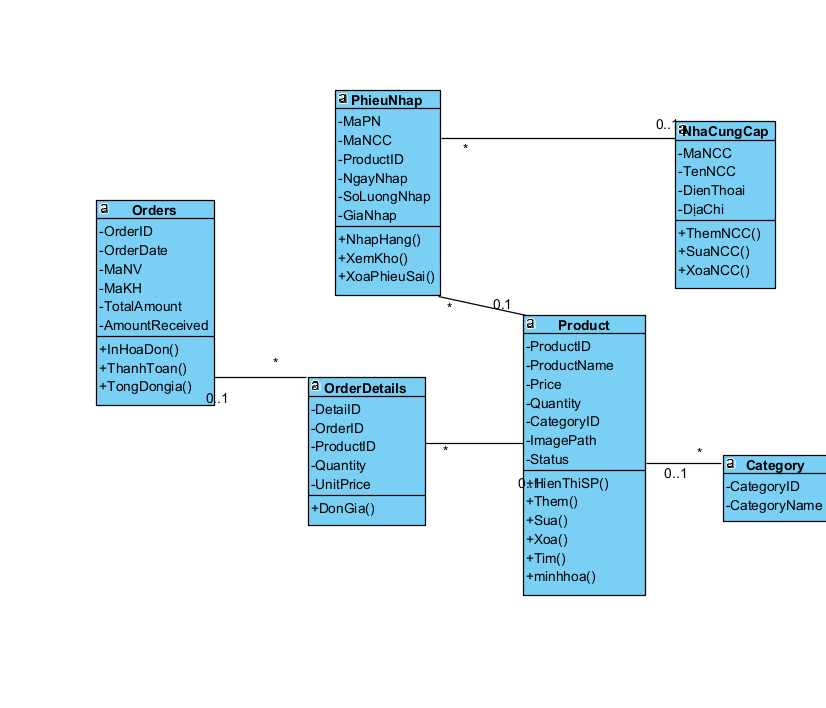 PhieuNhap
-MaPN
-MaNCC
-ProductID
-NgayNhap
-SoLuongNhap
-GiaNhap
+NhapHang()
+XemKho()
+XoaPhieuSai()
*
0..1
NhaCungCap
-MaNCC
-TenNCC
-DienThoai
-DiaChi
+ThemNCC()
+SuaNCC()
+XoaNCC()
Orders
-OrderID
-OrderDate
-MaNV
-MaKH
-TotalAmount
-AmountReceived
+InHoaDon()
+ThanhToan()
+TongDongia()
*
0..1
*
0.1
OrderDetails
-DetailID
-OrderID
-ProductID
-Quantity
-UnitPrice
+DonGia()
*
0..1
Product
-ProductID
-ProductName
-Price
-Quantity
-CategoryID
-ImagePath
-Status
+HienThiSP()
+Them()
+Sua()
+Xoa()
+Tim()
+minhhoa()
*
0..1
Category
-CategoryID
-CategoryName